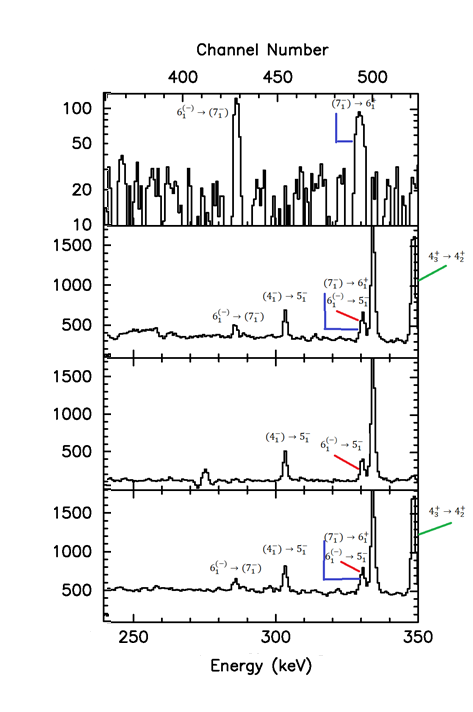 Channel Number
400 450 500
100
50
20
10
6₁⁽⁻⁾ → (7₁⁻)
(7₁⁻) → 6₁⁺
1500
1000
500
6₁⁽⁻⁾ → (7₁⁻)
(4₁⁻) → 5₁⁻
(7₁⁻) → 6₁⁺
6₁⁽⁻⁾ → 5₁⁻
4₃⁺ → 4₂⁺
1500
1000
500
(4₁⁻) → 5₁⁻
6₁⁽⁻⁾ → 5₁⁻
1500
1000
500
6₁⁽⁻⁾ → (7₁⁻)
(4₁⁻) → 5₁⁻
(7₁⁻) → 6₁⁺
6₁⁽⁻⁾ → 5₁⁻
4₃⁺ → 4₂⁺
250 300 350
Energy (keV)